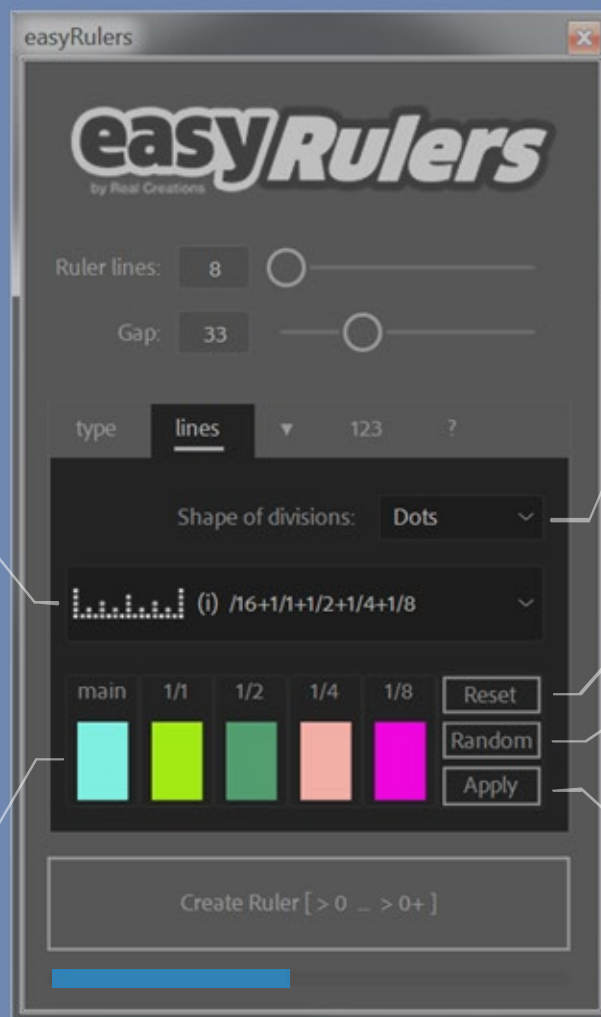 easyRulers
easyRulers
by Real Creations
Ruler lines: 8
Gap: 33
type lines ▼ 123 ?
Shape of divisions: Dots
(i) /16+1/1+1/2+1/4+1/8
main 1/1 1/2 1/4 1/8 Reset
Random
Apply
Create Ruler [ > 0 ... > 0+ ]